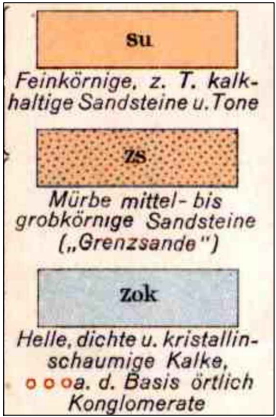 su
Feinkörnige, z. T. kalk-
haltige Sandsteine u. Tone
zs
Mürbe mittel- bis
grobkörnige Sandsteine
(„Grenzsande")
zok
Helle, dichte u. kristallin-
schaumige Kalke,
a. d. Basis örtlich
Konglomerate